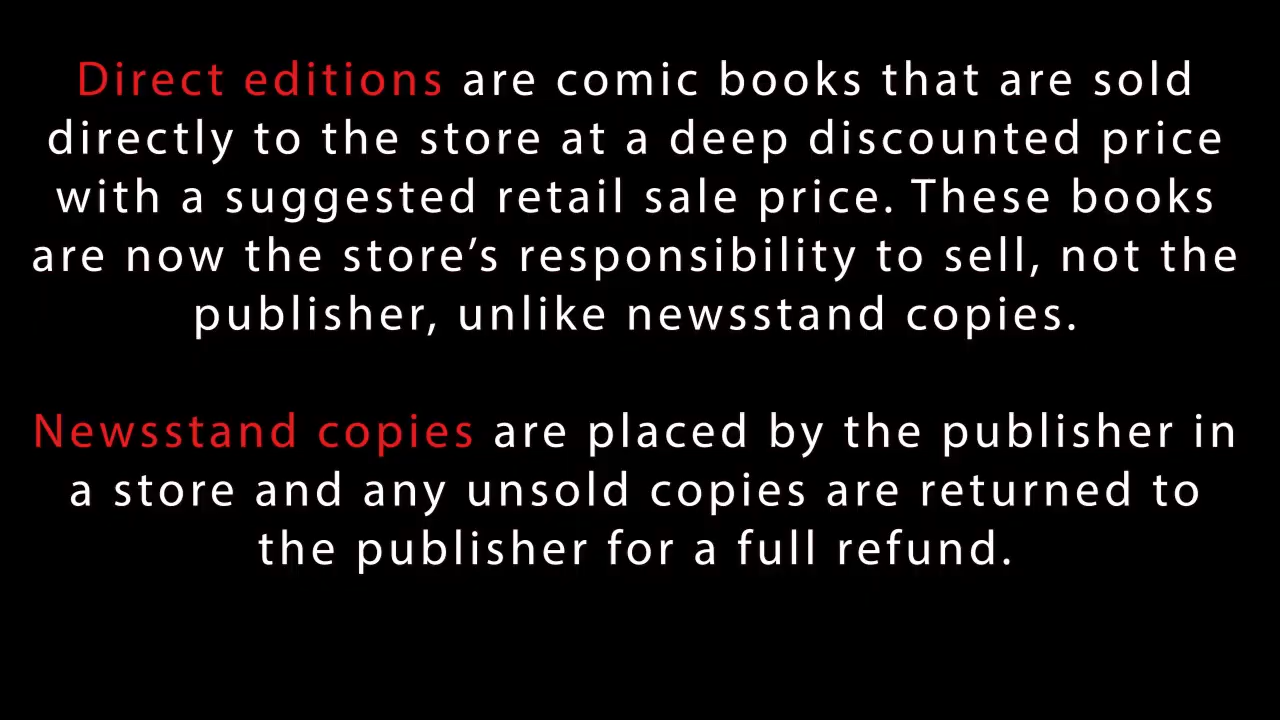 Direct editions are comic books that are sold
directly to the store at a deep discounted price
with a suggested retail sale price. These books
are now the store’s responsibility to sell, not the
publisher, unlike newsstand copies.
Newsstand copies are placed by the publisher in
a store and any unsold copies are returned to
the publisher for a full refund.